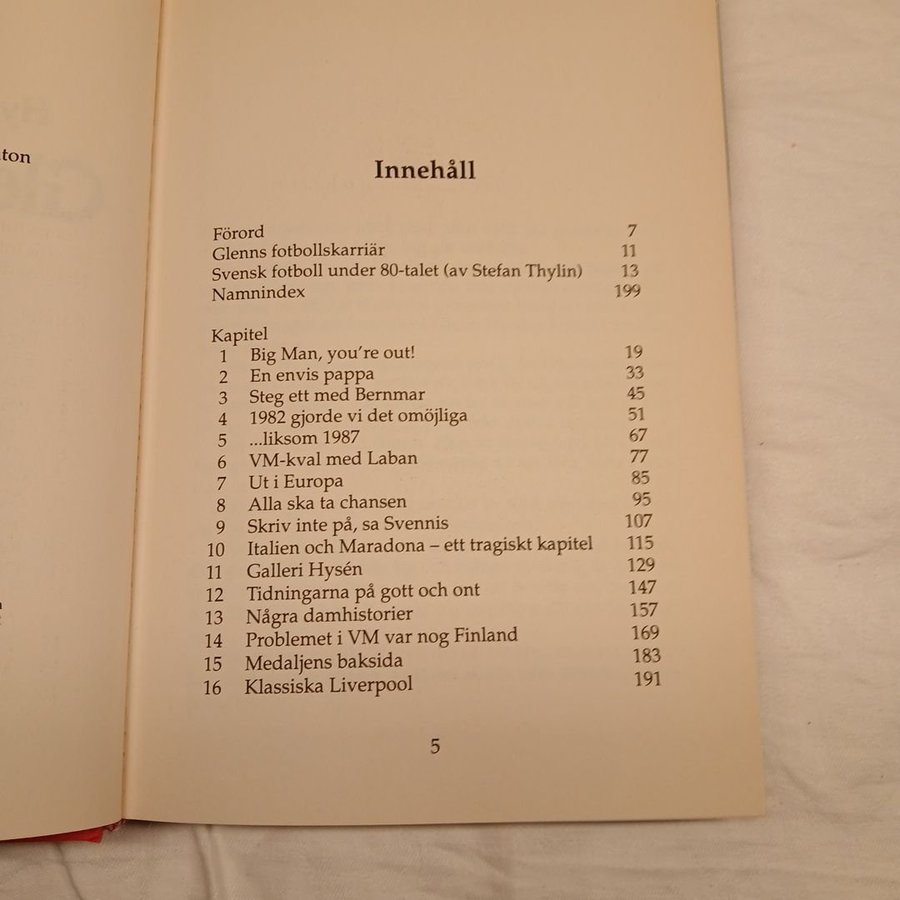 ton
Innehåll
Förord 7
Glenns fotbollskarriär 11
Svensk fotboll under 80-talet (av Stefan Thylin) 13
Namnindex 199
Kapitel
1 Big Man, you're out! 19
2 En envis pappa 33
3 Steg ett med Bernmar 45
4 1982 gjorde vi det omöjliga 51
5 ...liksom 1987 67
6 VM-kval med Laban 77
7 Ut i Europa 85
8 Alla ska ta chansen 95
9 Skriv inte på, sa Svennis 107
10 Italien och Maradona – ett tragiskt kapitel 115
11 Galleri Hysén 129
12 Tidningarna på gott och ont 147
13 Några damhistorier 157
14 Problemet i VM var nog Finland 169
15 Medaljens baksida 183
16 Klassiska Liverpool 191
5